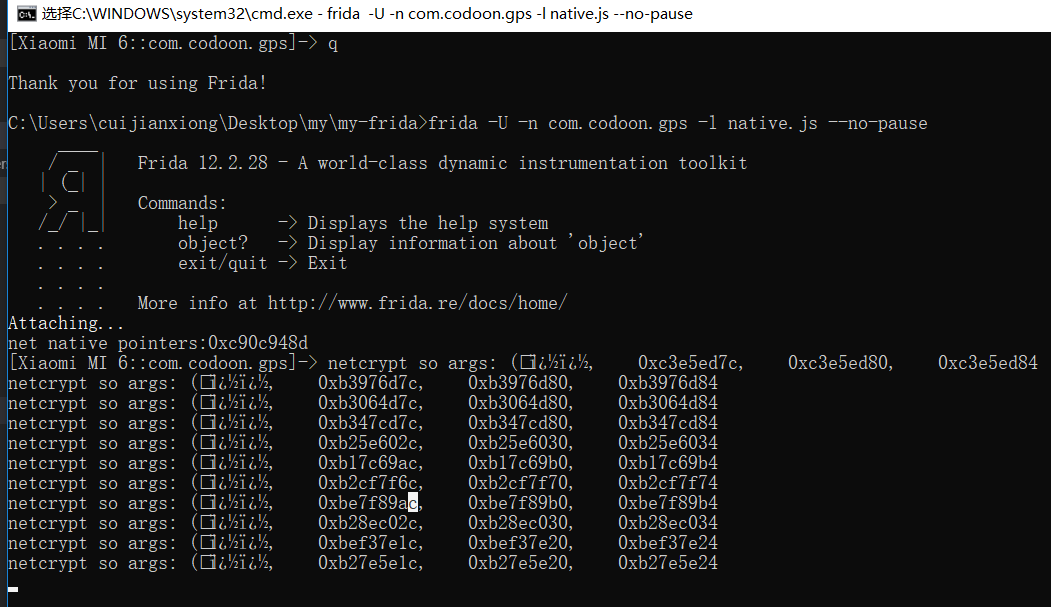 选择C:\WINDOWS\system32\cmd.exe - frida  -U -n com.codoon.gps -l native.js --no-pause
[Xiaomi MI 6::com.codoon.gps]-> q
Thank you for using Frida!
C:\Users\cuijianxiong\Desktop\my\my-frida>frida -U -n com.codoon.gps -l native.js --no-pause
Frida 12.2.28 - A world-class dynamic instrumentation toolkit
Commands:
help      -> Displays the help system
object?   -> Display information about 'object'
exit/quit -> Exit
More info at http://www.frida.re/docs/home/
Attaching...
net native pointers:0xc90c948d
[Xiaomi MI 6::com.codoon.gps]-> netcrypt so args: (□ï¿½ï¿½,    0xc3e5ed7c,    0xc3e5ed80,    0xc3e5ed84
netcrypt so args: (□ï¿½ï¿½,    0xb3976d7c,    0xb3976d80,    0xb3976d84
netcrypt so args: (□ï¿½ï¿½,    0xb3064d7c,    0xb3064d80,    0xb3064d84
netcrypt so args: (□ï¿½ï¿½,    0xb347cd7c,    0xb347cd80,    0xb347cd84
netcrypt so args: (□ï¿½ï¿½,    0xb25e602c,    0xb25e6030,    0xb25e6034
netcrypt so args: (□ï¿½ï¿½,    0xb17c69ac,    0xb17c69b0,    0xb17c69b4
netcrypt so args: (□ï¿½ï¿½,    0xb2cf7f6c,    0xb2cf7f70,    0xb2cf7f74
netcrypt so args: (□ï¿½ï¿½,    0xbe7f89ac,    0xbe7f89b0,    0xbe7f89b4
netcrypt so args: (□ï¿½ï¿½,    0xb28ec02c,    0xb28ec030,    0xb28ec034
netcrypt so args: (□ï¿½ï¿½,    0xbef37e1c,    0xbef37e20,    0xbef37e24
netcrypt so args: (□ï¿½ï¿½,    0xb27e5e1c,    0xb27e5e20,    0xb27e5e24